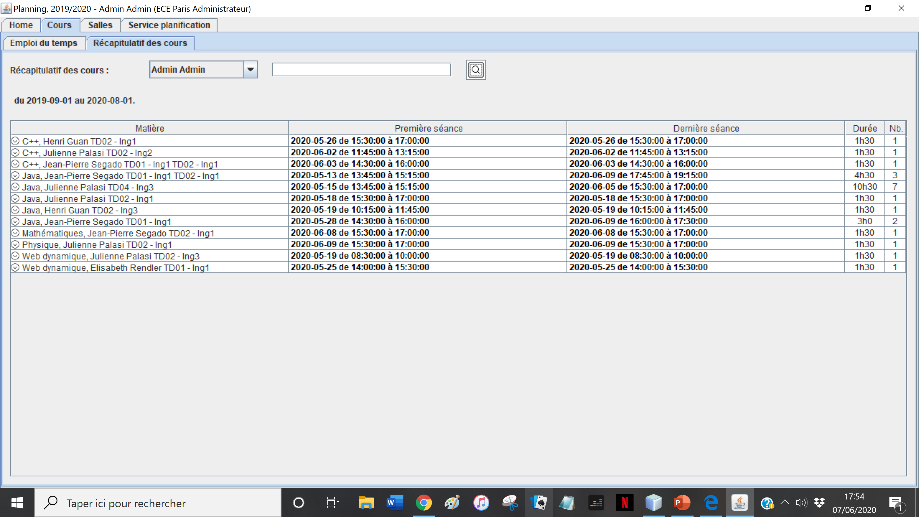 Planning. 2019/2020 - Admin Admin (ECE Paris Administrateur)
Home Cours Salles Service planification
Emploi du temps Récapitulatif des cours
Récapitulatif des cours : Admin Admin
du 2019-09-01 au 2020-08-01.
Matière Première séance Dernière séance Durée Nb.
C++, Henri Guan TD02 - Ing1 2020-05-26 de 15:30:00 à 17:00:00 2020-05-26 de 15:30:00 à 17:00:00 1h30 1
C++, Julienne Palasi TD02 - Ing2 2020-06-02 de 11:45:00 à 13:15:00 2020-06-02 de 11:45:00 à 13:15:00 1h30 1
C++, Jean-Pierre Segado TD01 - Ing1 TD02 - Ing1 2020-06-03 de 14:30:00 à 16:00:00 2020-06-03 de 14:30:00 à 16:00:00 1h30 1
Java, Jean-Pierre Segado TD01 - Ing1 TD02 - Ing1 2020-05-13 de 13:45:00 à 15:15:00 2020-06-09 de 17:45:00 à 19:15:00 4h30 3
Java, Julienne Palasi TD04 - Ing3 2020-05-15 de 13:45:00 à 15:15:00 2020-06-05 de 15:30:00 à 17:00:00 10h30 7
Java, Julienne Palasi TD02 - Ing1 2020-05-18 de 15:30:00 à 17:00:00 2020-05-18 de 15:30:00 à 17:00:00 1h30 1
Java, Henri Guan TD02 - Ing3 2020-05-19 de 10:15:00 à 11:45:00 2020-05-19 de 10:15:00 à 11:45:00 1h30 1
Java, Jean-Pierre Segado TD01 - Ing1 2020-05-28 de 14:30:00 à 16:00:00 2020-06-09 de 16:00:00 à 17:30:00 3h0 2
Mathématiques, Jean-Pierre Segado TD02 - Ing1 2020-06-08 de 15:30:00 à 17:00:00 2020-06-08 de 15:30:00 à 17:00:00 1h30 1
Physique, Julienne Palasi TD02 - Ing1 2020-06-09 de 15:30:00 à 17:00:00 2020-06-09 de 15:30:00 à 17:00:00 1h30 1
Web dynamique, Julienne Palasi TD02 - Ing3 2020-05-19 de 08:30:00 à 10:00:00 2020-05-19 de 08:30:00 à 10:00:00 1h30 1
Web dynamique, Elisabeth Rendler TD01 - Ing1 2020-05-25 de 14:00:00 à 15:30:00 2020-05-25 de 14:00:00 à 15:30:00 1h30 1
Taper ici pour rechercher 17:54
07/06/2020